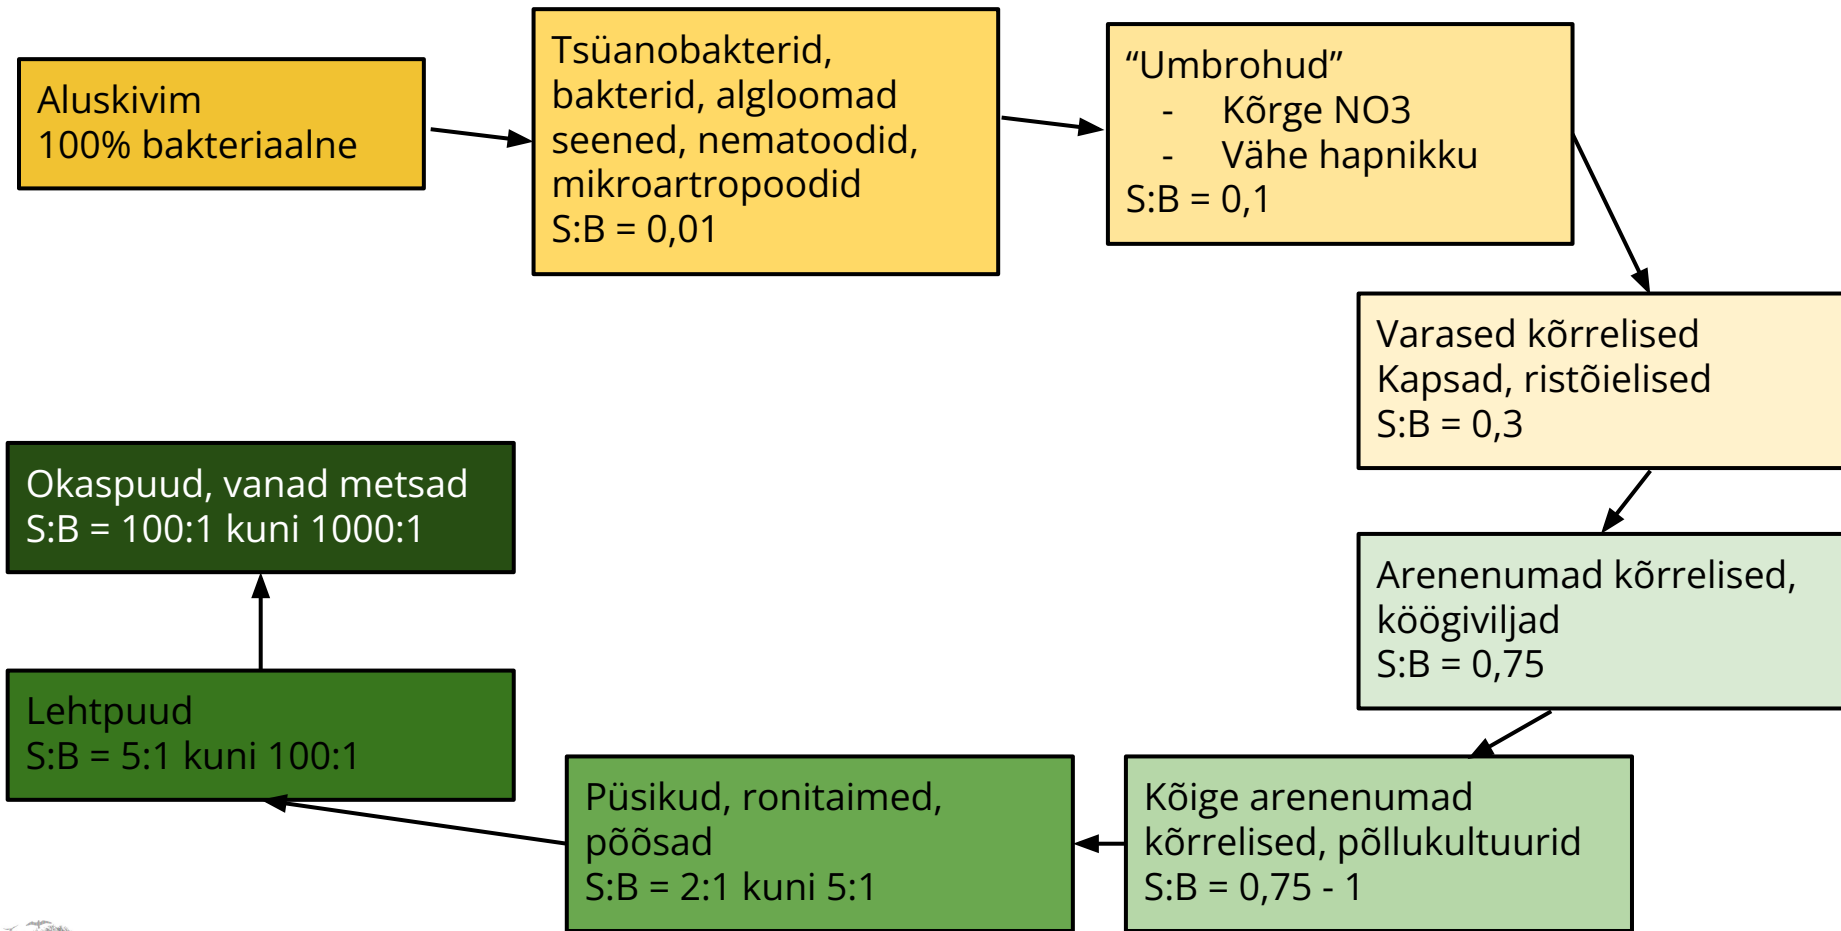 Aluskivim
100% bakteriaalne
Tsüanobakterid,
bakterid, algloomad
seened, nematoodid,
mikroartropoodid
S:B = 0,01
“Umbrohud”
- Kõrge NO3
- Vähe hapnikku
S:B = 0,1
Varased kõrrelised
Kapsad, ristõielised
S:B = 0,3
Arenenumad kõrrelised,
köögiviljad
S:B = 0,75
Kõige arenenumad
kõrrelised, põllukultuurid
S:B = 0,75 - 1
Püsikud, ronitaimed,
põõsad
S:B = 2:1 kuni 5:1
Lehtpuud
S:B = 5:1 kuni 100:1
Okaspuud, vanad metsad
S:B = 100:1 kuni 1000:1